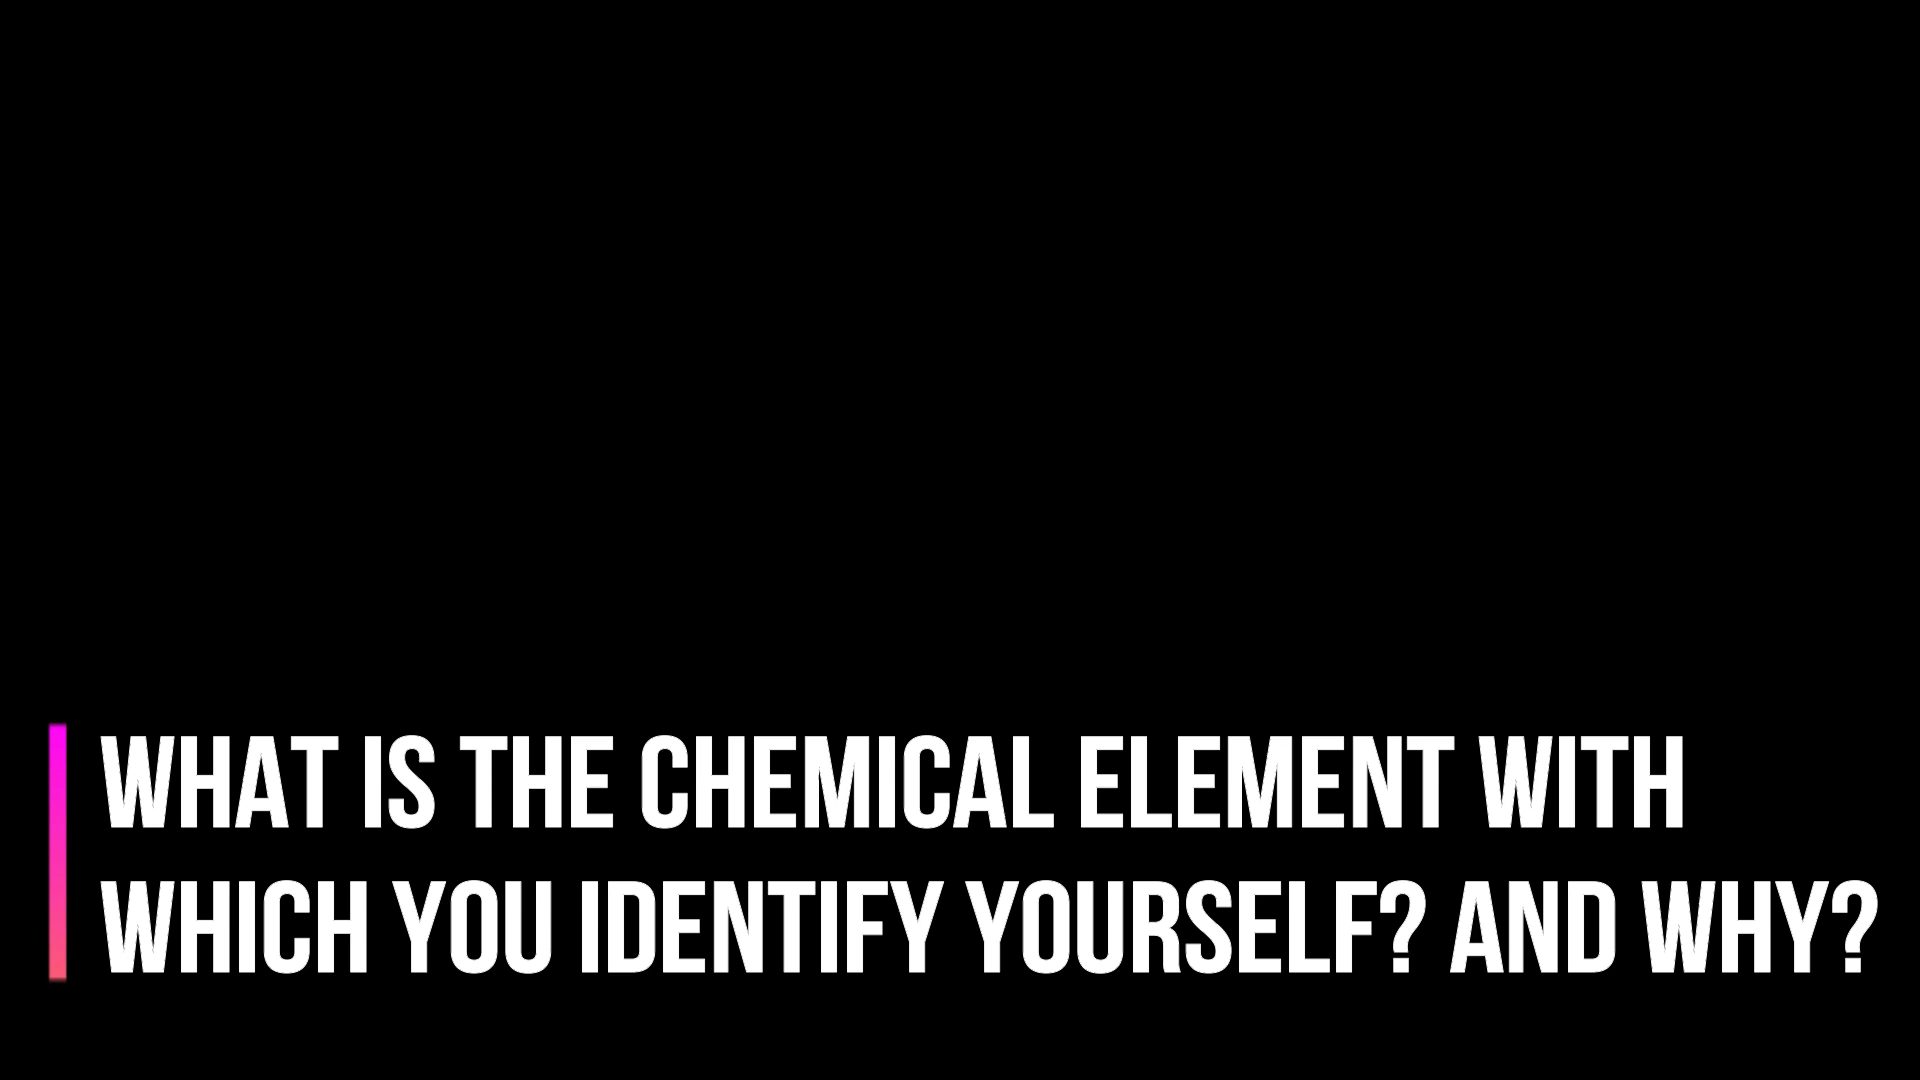 WHAT IS THE CHEMICAL ELEMENT WITH
WHICH YOU IDENTIFY YOURSELF? AND WHY?